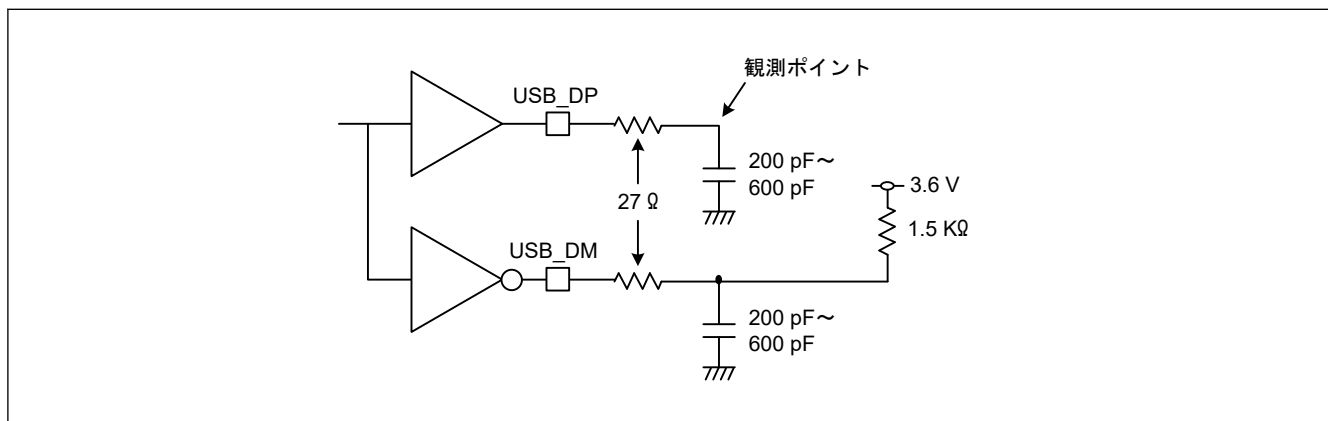 観測ポイント
USB_DP
200 pF～
600 pF
3.6 V
27 Ω
1.5 KΩ
USB_DM
200 pF～
600 pF